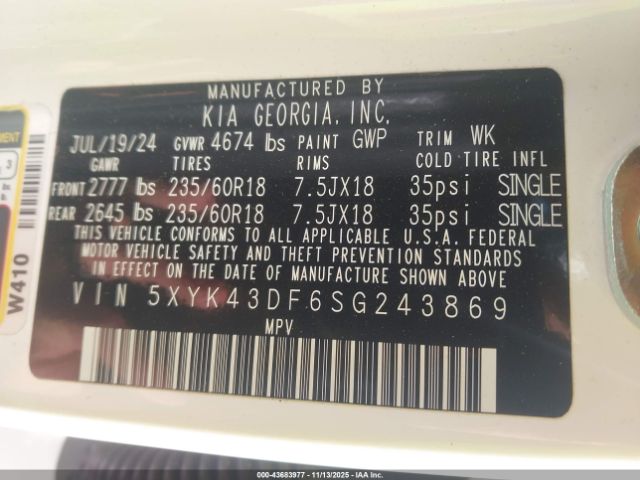 MANUFACTURED BY
KIA GEORGIA, INC.
JUL/19/24 GVWR 4674 lbs PAINT GWP TRIM WK
GAWR TIRES RIMS COLD TIRE INFL
FRONT 2777 lbs 235/60R18 7.5JX18 35psi SINGLE
REAR 2645 lbs 235/60R18 7.5JX18 35psi SINGLE
THIS VEHICLE CONFORMS TO ALL APPLICABLE U.S.A. FEDERAL
MOTOR VEHICLE SAFETY AND THEFT PREVENTION STANDARDS
IN EFFECT ON THE DATE OF MANUFACTURE SHOWN ABOVE.
VIN 5XYK43DF6SG243869
MPV
W410
000-43683977 - 11/13/2025 - Copyright IAA